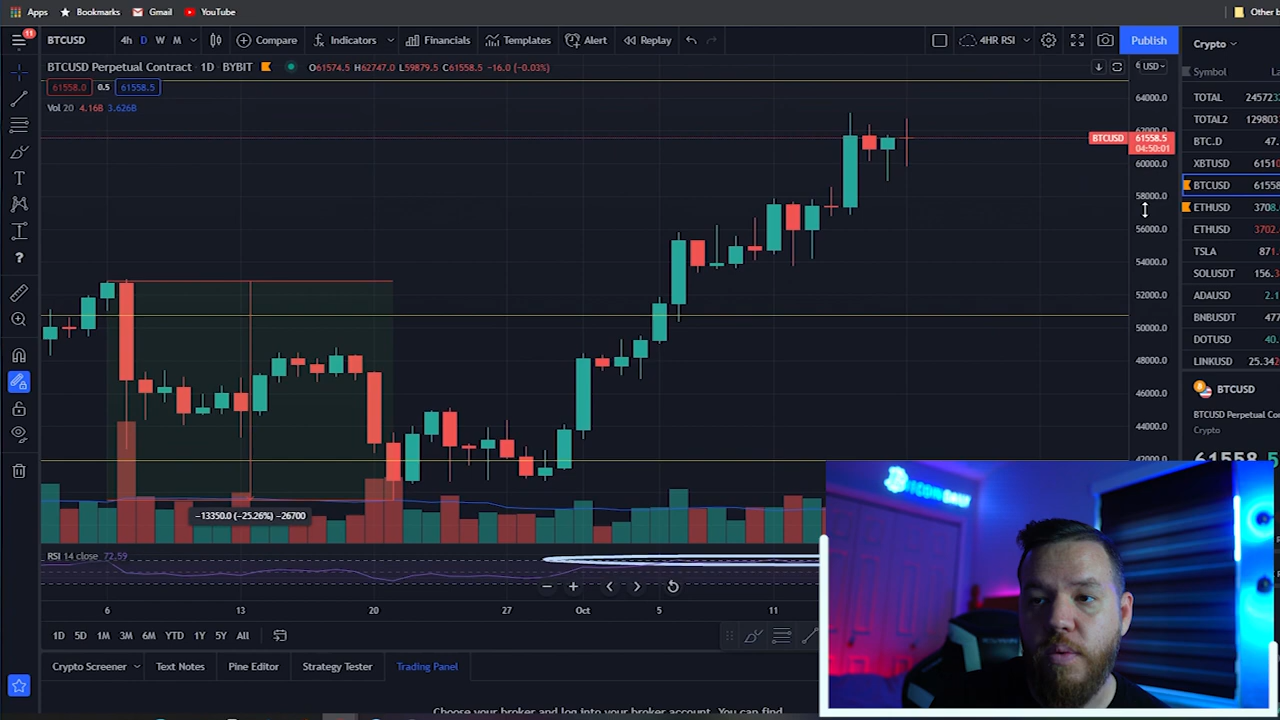 Apps Bookmarks Gmail YouTube Other b
11 BTCUSD 4h D W M Compare Indicators Financials Templates Alert Replay 4HR RSI Publish Crypto
BTCUSD Perpetual Contract · 1D · BYBIT O61574.5 H62747.0 L59879.5 C61558.5 −16.0 (−0.03%) USD
Symbol La
61558.0 0.5 61558.5
Vol 20 4.16B 3.626B
64000.0
62000.0
BTCUSD 61558.5
04:50:01
60000.0
58000.0
56000.0
54000.0
52000.0
50000.0
48000.0
46000.0
44000.0
42000.0
TOTAL 245723
TOTAL2 129803
BTC.D 47.
XBTUSD 6151
BTCUSD 61558
ETHUSD 3708.
ETHUSD 3702.
TSLA 871.
SOLUSDT 156.
ADAUSD 2.1
BNBUSDT 477
DOTUSD 40.
LINKUSD 25.34
BTCUSD
BTCUSD Perpetual Contract
Crypto
61558
−13350.0 (−25.26%) −26700
RSI 14 close 72.59
6 13 20 27 Oct 5 11
1D 5D 1M 3M 6M YTD 1Y 5Y All
Crypto Screener Text Notes Pine Editor Strategy Tester Trading Panel
Choose your broker and log into your broker account. You can find